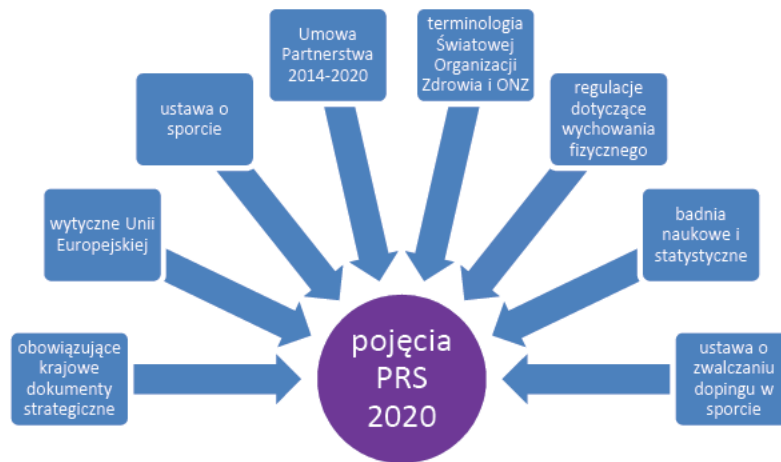 Umowa
Partnerstwa
2014-2020
terminologia
Światowej
Organizacji
Zdrowia i ONZ
ustawa o
sporcie
regulacje
dotyczące
wychowania
fizycznego
wytyczne Unii
Europejskiej
badnia
naukowe i
statystyczne
obowiązujące
krajowe
dokumenty
strategiczne
pojęcia
PRS
2020
ustawa o
zwalczaniu
dopingu w
sporcie